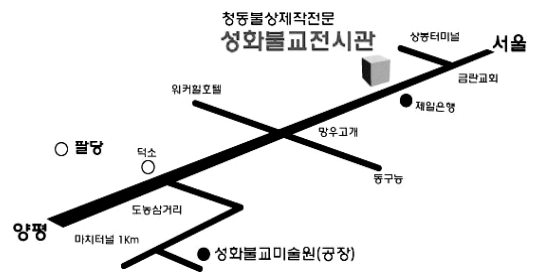 청동불상제작전문
성화불교전시관
상봉터미널
서울
금란교회
워커힐호텔
제일은행
망우고개
팔당
덕소
동구능
도농삼거리
양평
마치터널 1Km
성화불교미술원(공장)